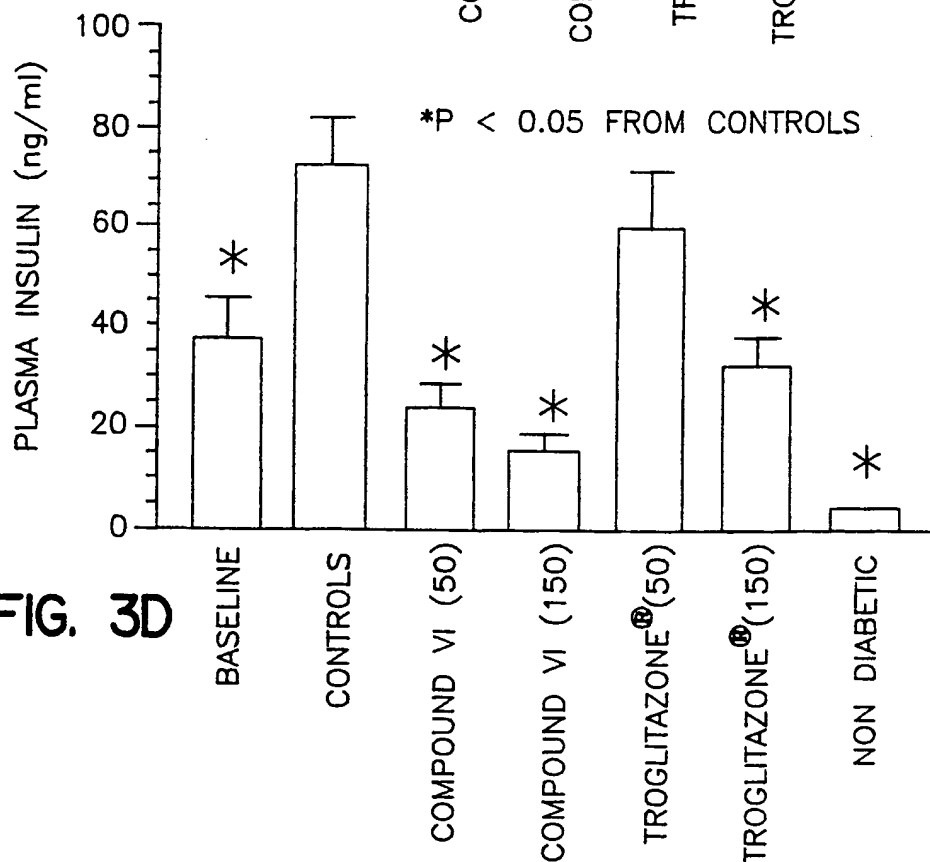 100
80
60
40
20
0
PLASMA INSULIN (ng/ml)
*P < 0.05 FROM CONTROLS
*
*
*
*
*
BASELINE
CONTROLS
COMPOUND VI (50)
COMPOUND VI (150)
TROGLITAZONE®(50)
TROGLITAZONE®(150)
NON DIABETIC
FIG. 3D